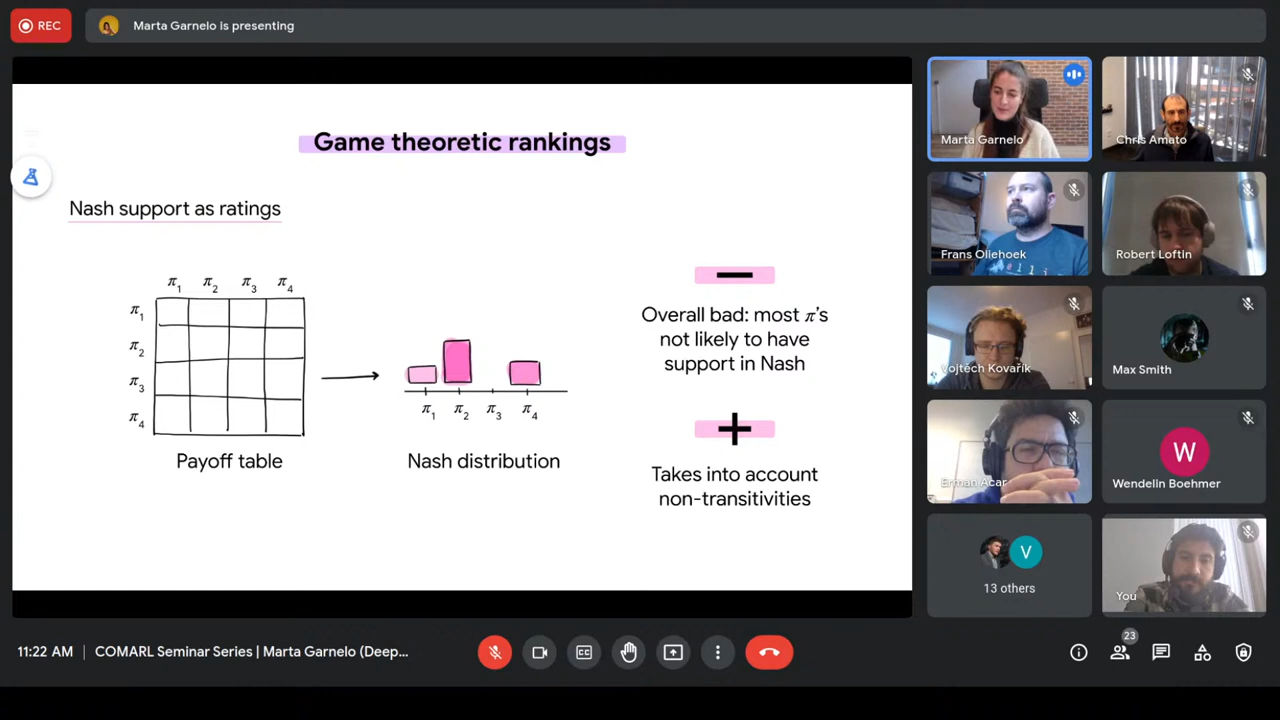 REC
Marta Garnelo is presenting
Game theoretic rankings
Nash support as ratings
π1 π2 π3 π4
π1
π2
π3
π4
Payoff table
π1 π2 π3 π4
Nash distribution
Overall bad: most π's
not likely to have
support in Nash
+
Takes into account
non-transitivities
Marta Garnelo
Chris Amato
Frans Oliehoek
Robert Loftin
Vojtěch Kovařík
Max Smith
Erman Acar
W
Wendelin Boehmer
V
13 others
You
11:22 AM | COMARL Seminar Series | Marta Garnelo (Deep...
23